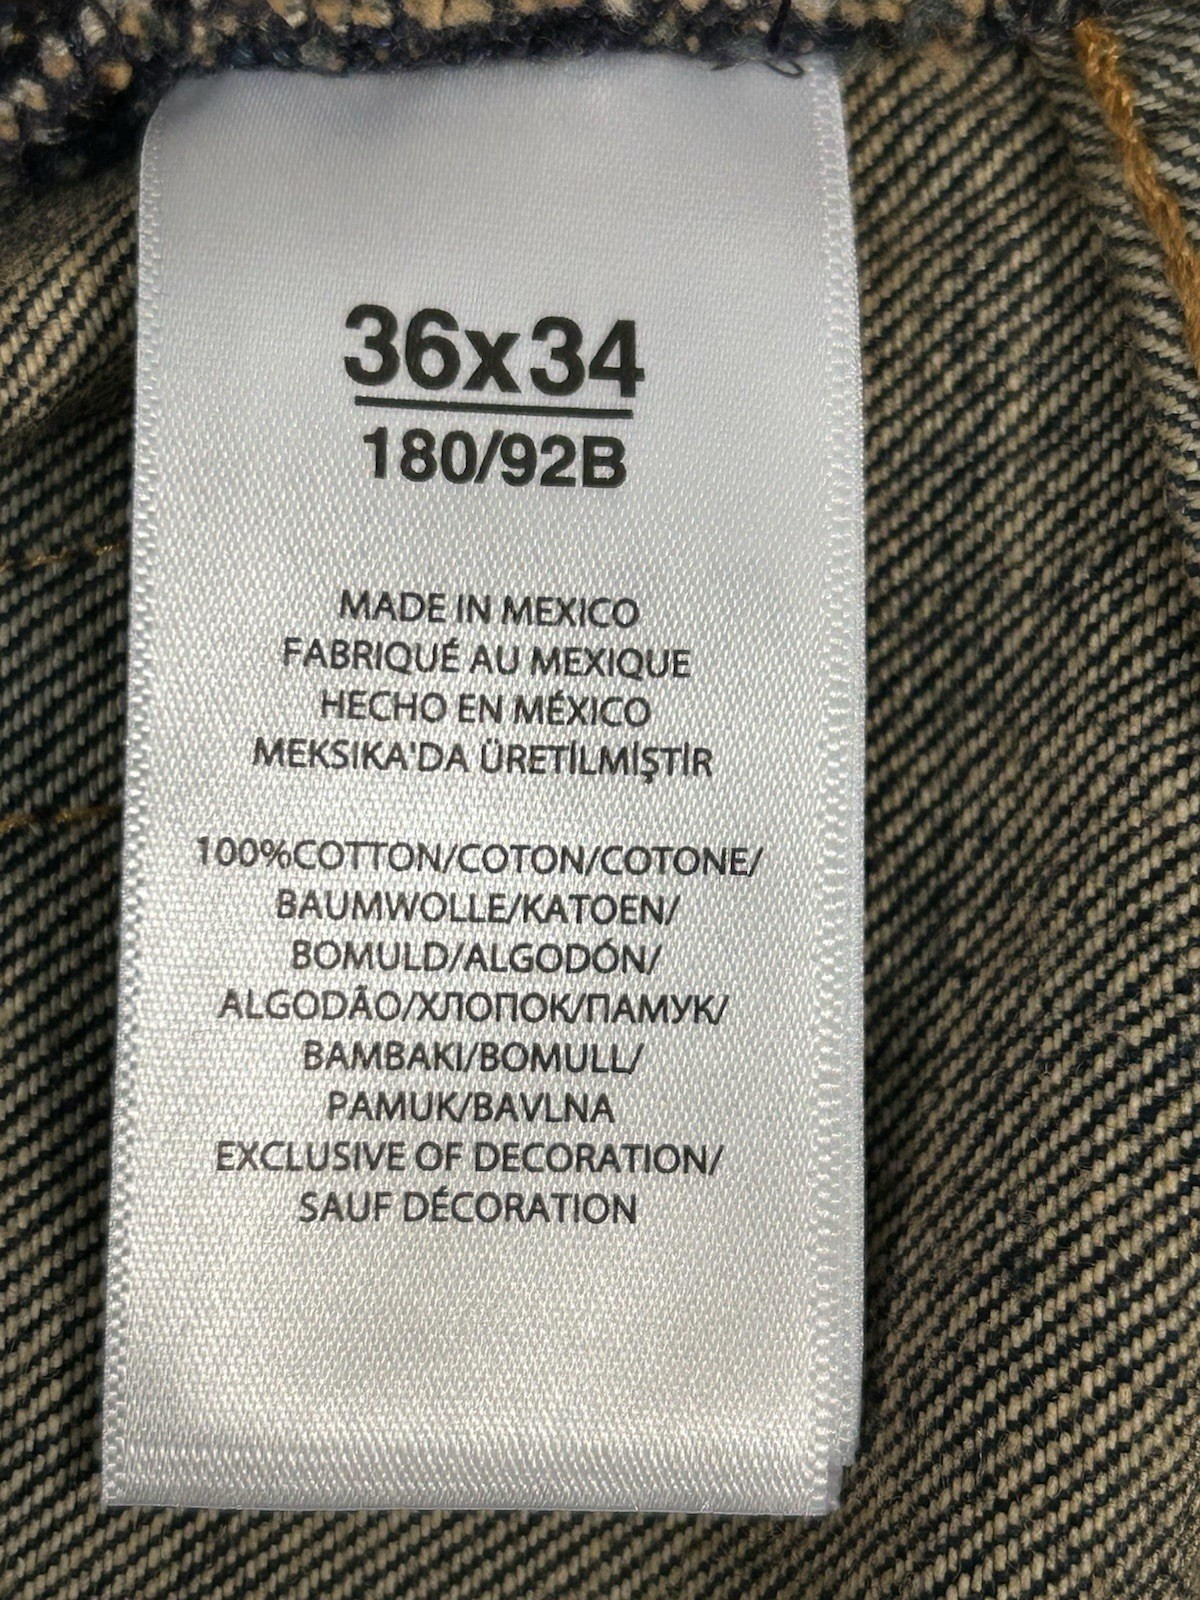 36x34
180/92B
MADE IN MEXICO
FABRIQUÉ AU MEXIQUE
HECHO EN MÉXICO
MEKSIKA'DA ÜRETİLMİŞTİR
100%COTTON/COTON/COTONE/
BAUMWOLLE/KATOEN/
BOMULD/ALGODÓN/
ALGODÃO/ХЛОПОК/ПАМУК/
BAMBAKI/BOMULL/
PAMUK/BAVLNA
EXCLUSIVE OF DECORATION/
SAUF DÉCORATION